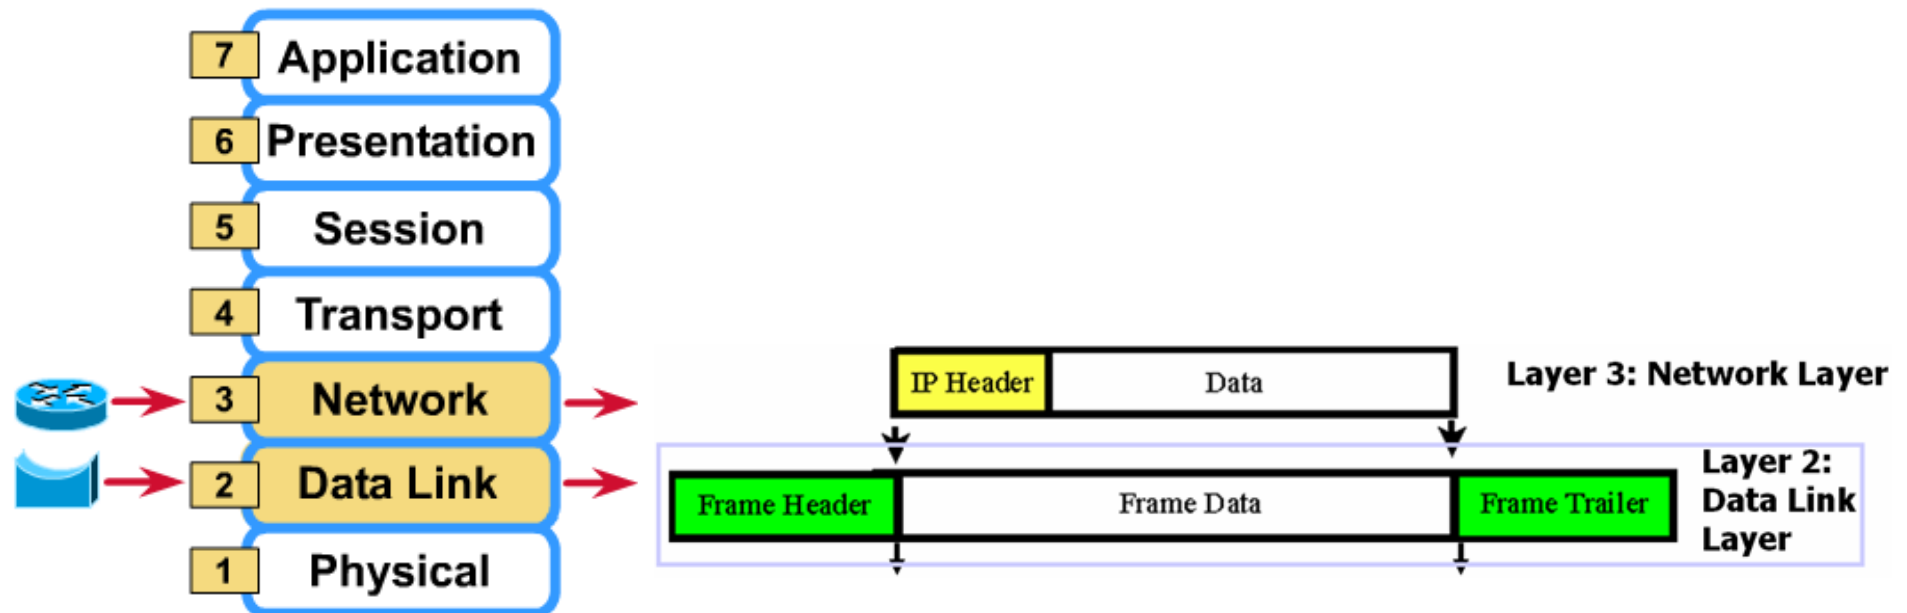 7 Application
6 Presentation
5 Session
4 Transport
3 Network
2 Data Link
1 Physical
IP Header Data
Layer 3: Network Layer
Frame Header Frame Data Frame Trailer
Layer 2:
Data Link
Layer